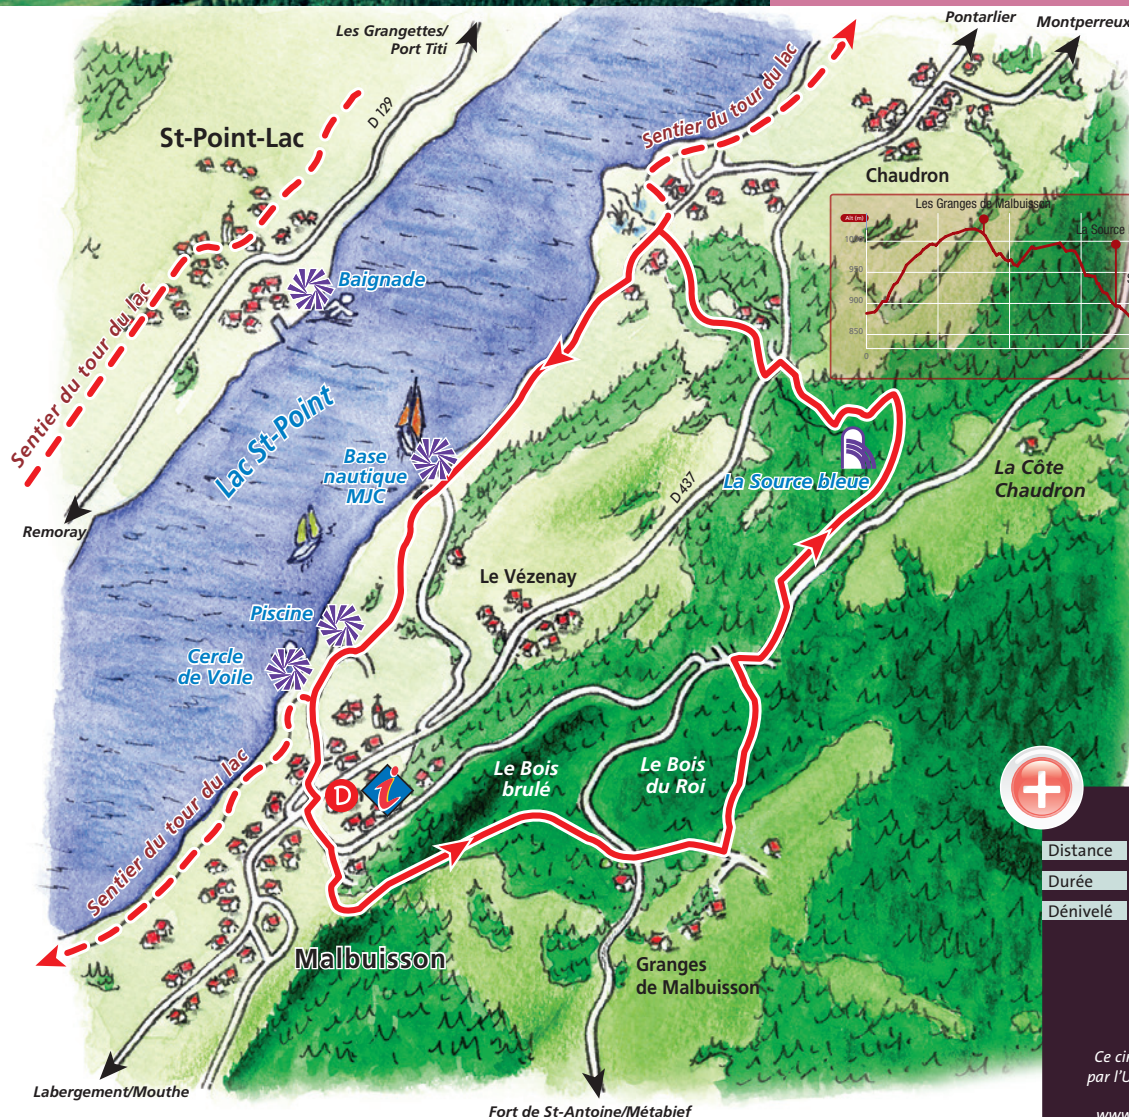 Les Grangettes/
Port Titi
Pontarlier
Montperreux
D 129
Sentier du tour du lac
St-Point-Lac
Chaudron
Les Granges de Malbuisson
Alt (m)
La Source
950
900
850
0
Baignade
Sentier du tour du lac
Lac St-Point
Base
nautique
MJC
La Source bleue
La Côte
Chaudron
D 437
Remoray
Le Vézenay
Piscine
Cercle
de Voile
Le Bois
brulé
Le Bois
du Roi
D
i
Sentier du tour du lac
Distance
Durée
Dénivelé
Malbuisson
Granges
de Malbuisson
Ce cir
par l'U
www
Labergement/Mouthe
Fort de St-Antoine/Métabief